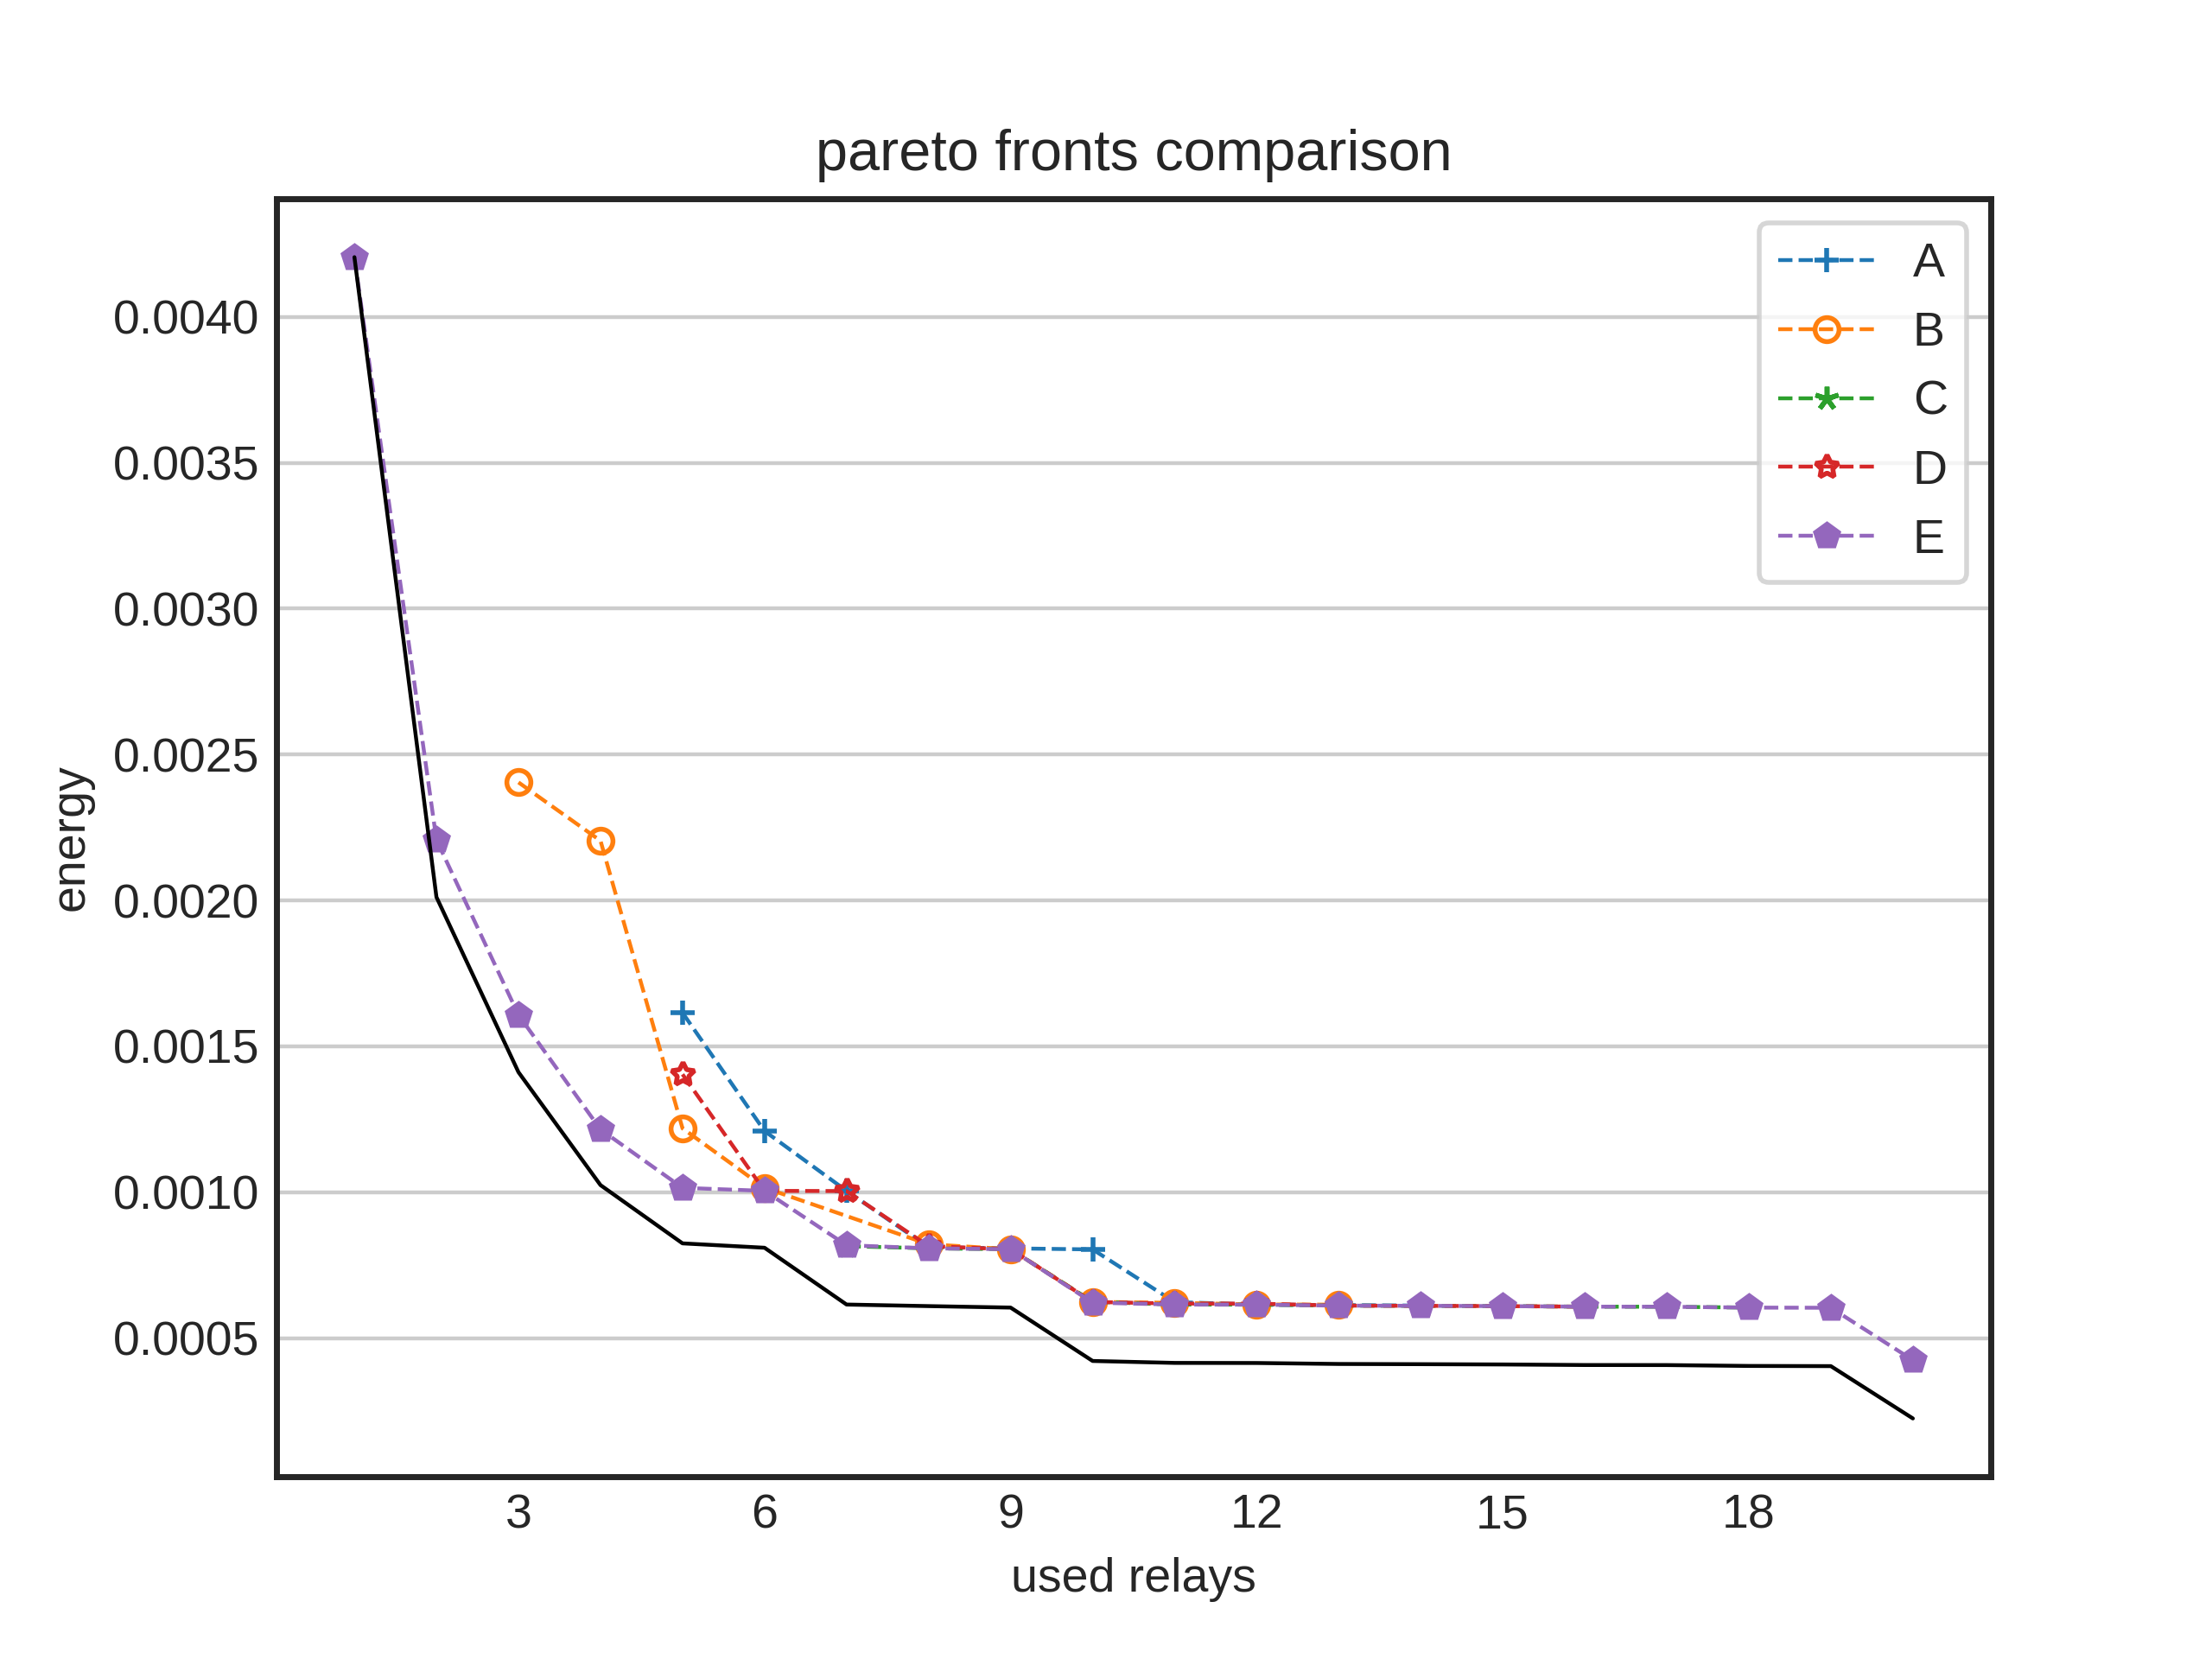 pareto fronts comparison
A
B
C
D
E
0.0040
0.0035
0.0030
0.0025
0.0020
0.0015
0.0010
0.0005
energy
3 6 9 12 15 18
used relays